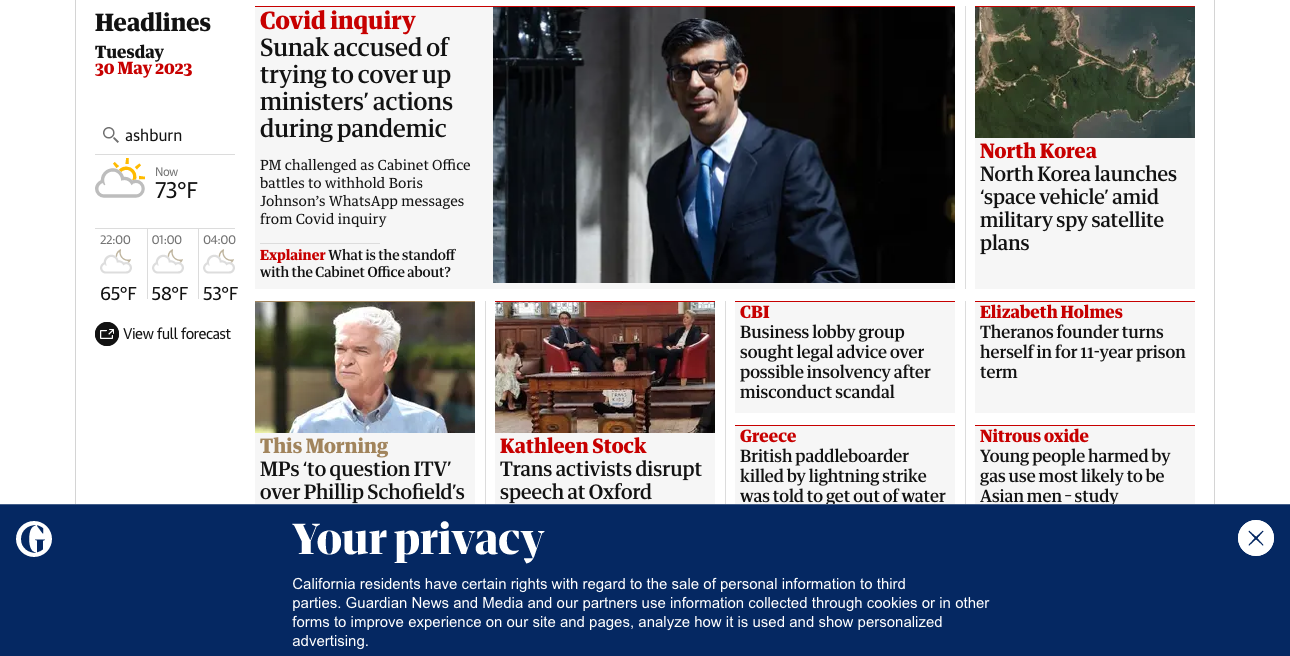 Headlines
Tuesday
30 May 2023
ashburn
Now
73°F
22:00
01:00
04:00
65°F
58°F
53°F
View full forecast
Covid inquiry
Sunak accused of
trying to cover up
ministers’ actions
during pandemic
PM challenged as Cabinet Office
battles to withhold Boris
Johnson’s WhatsApp messages
from Covid inquiry
Explainer What is the standoff
with the Cabinet Office about?
North Korea
North Korea launches
‘space vehicle’ amid
military spy satellite
plans
This Morning
MPs ‘to question ITV’
over Phillip Schofield’s
Kathleen Stock
Trans activists disrupt
speech at Oxford
CBI
Business lobby group
sought legal advice over
possible insolvency after
misconduct scandal
Elizabeth Holmes
Theranos founder turns
herself in for 11-year prison
term
Greece
British paddleboarder
killed by lightning strike
was told to get out of water
Nitrous oxide
Young people harmed by
gas use most likely to be
Asian men – study
G
Your privacy
California residents have certain rights with regard to the sale of personal information to third
parties. Guardian News and Media and our partners use information collected through cookies or in other
forms to improve experience on our site and pages, analyze how it is used and show personalized
advertising.